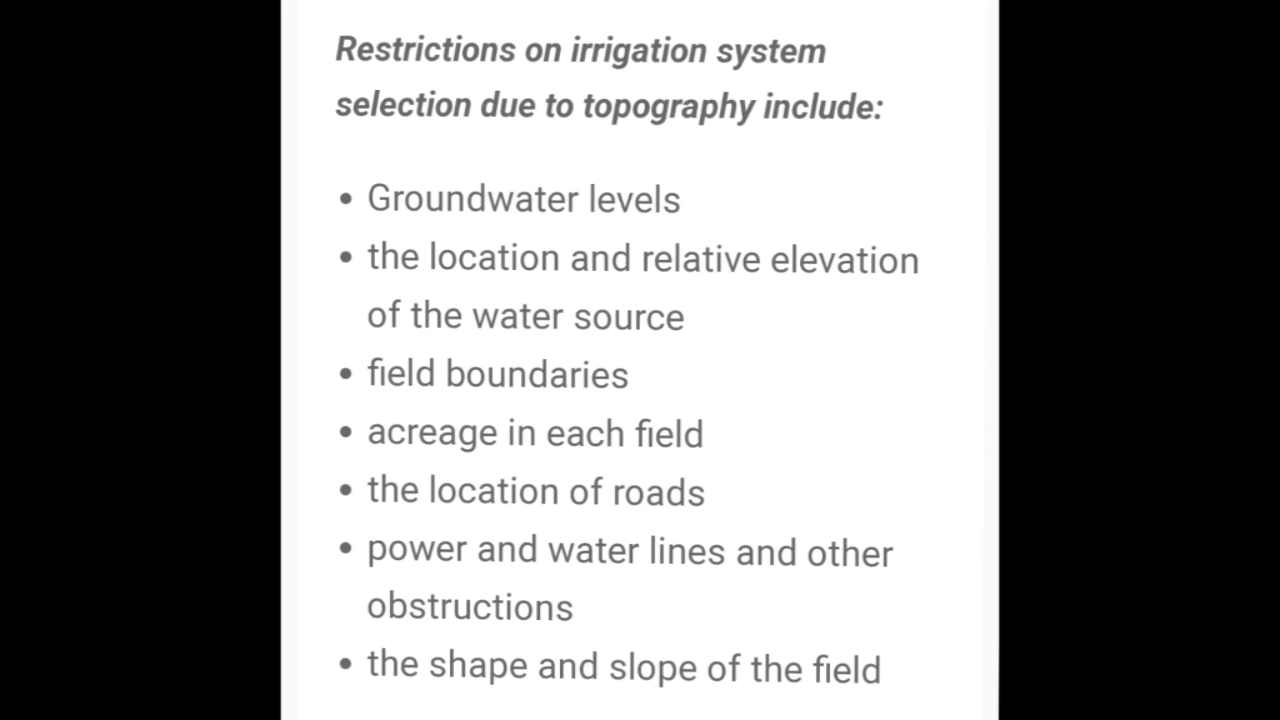 Restrictions on irrigation system
selection due to topography include:
• Groundwater levels
• the location and relative elevation
of the water source
• field boundaries
• acreage in each field
• the location of roads
• power and water lines and other
obstructions
• the shape and slope of the field